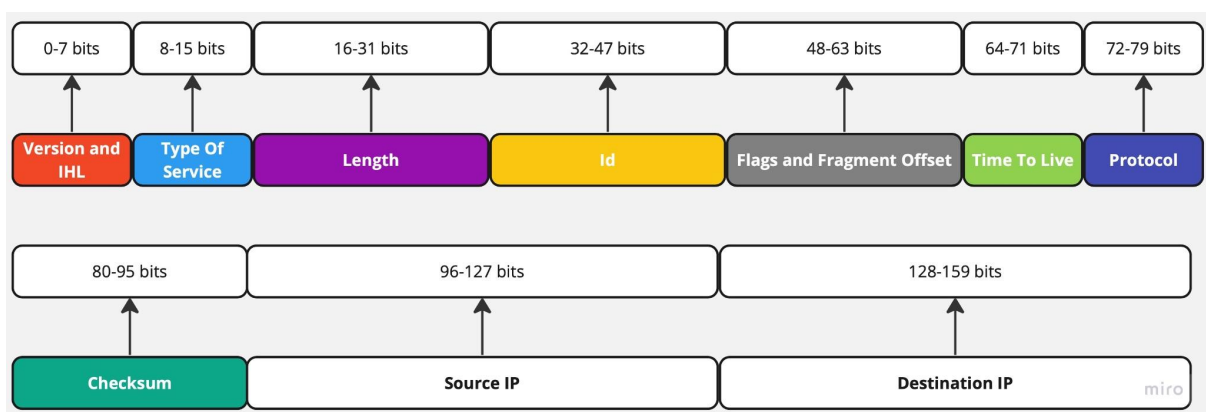 0-7 bits 8-15 bits 16-31 bits 32-47 bits 48-63 bits 64-71 bits 72-79 bits
Version and IHL Type Of Service Length Id Flags and Fragment Offset Time To Live Protocol
80-95 bits 96-127 bits 128-159 bits
Checksum Source IP Destination IP
miro